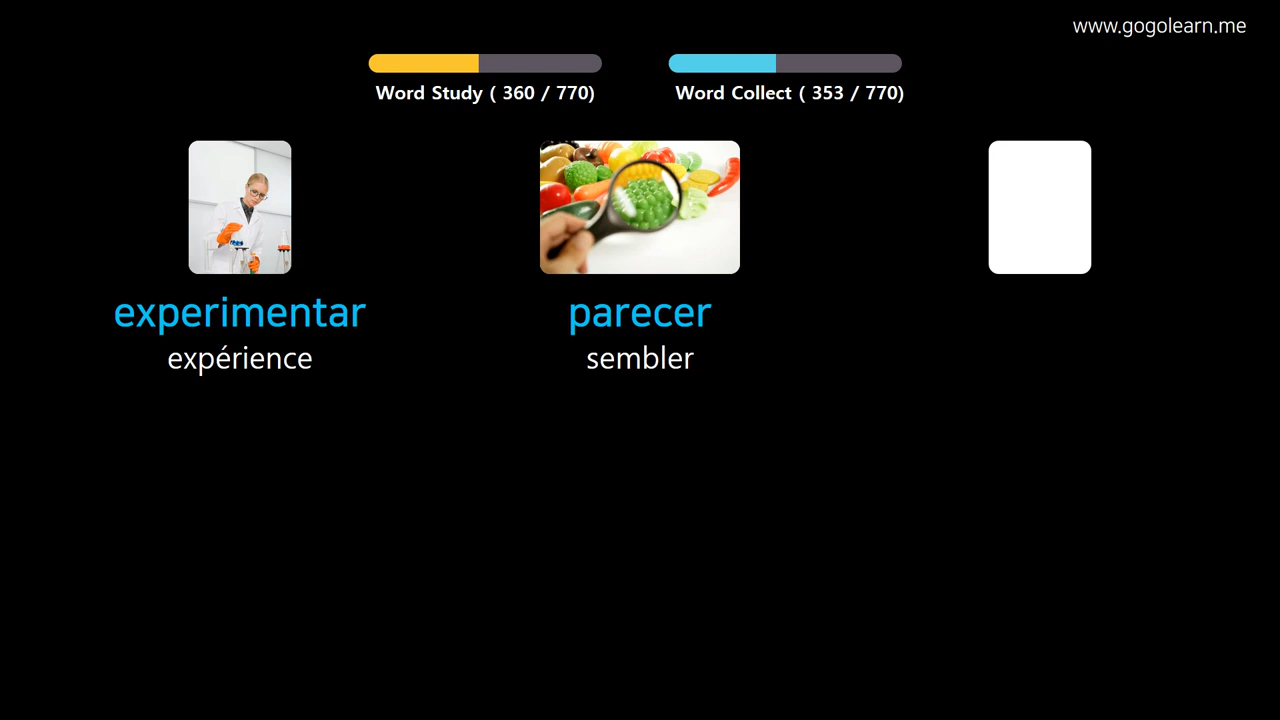 www.gogolearn.me
Word Study ( 360 / 770)
Word Collect ( 353 / 770)
experimentar
expérience
parecer
sembler